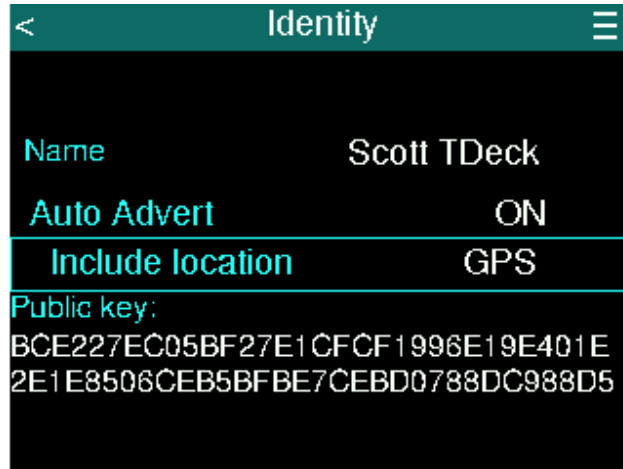 < Identity ☰
Name Scott TDeck
Auto Advert ON
Include location GPS
Public key:
BCE227EC05BF27E1CFCF1996E19E401E
2E1E8506CEB5BFBE7CEBD0788DC988D5